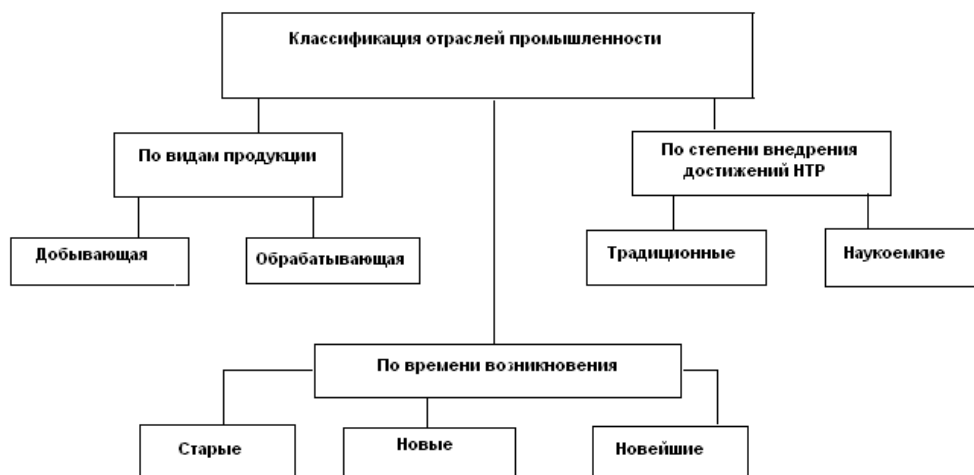 Классификация отраслей промышленности
По видам продукции
По степени внедрения
достижений НТР
Добывающая
Обрабатывающая
Традиционные
Наукоемкие
По времени возникновения
Старые
Новые
Новейшие